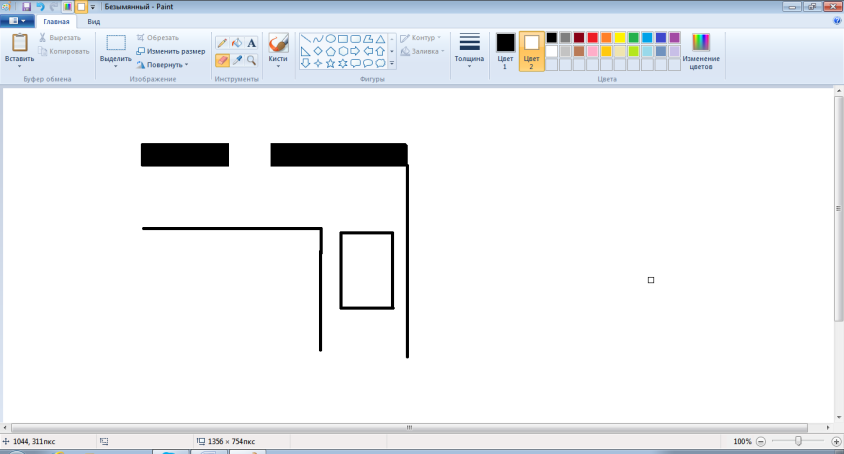 Безымянный - Paint
Главная
Вид
Вставить
Вырезать
Копировать
Буфер обмена
Выделить
Обрезать
Изменить размер
Повернуть
Изображение
A
Инструменты
Кисти
Контур
Заливка
Фигуры
Толщина
Цвет
1
Цвет
2
Изменение
цветов
Цвета
1044, 311пкс
1356 × 754пкс
100%